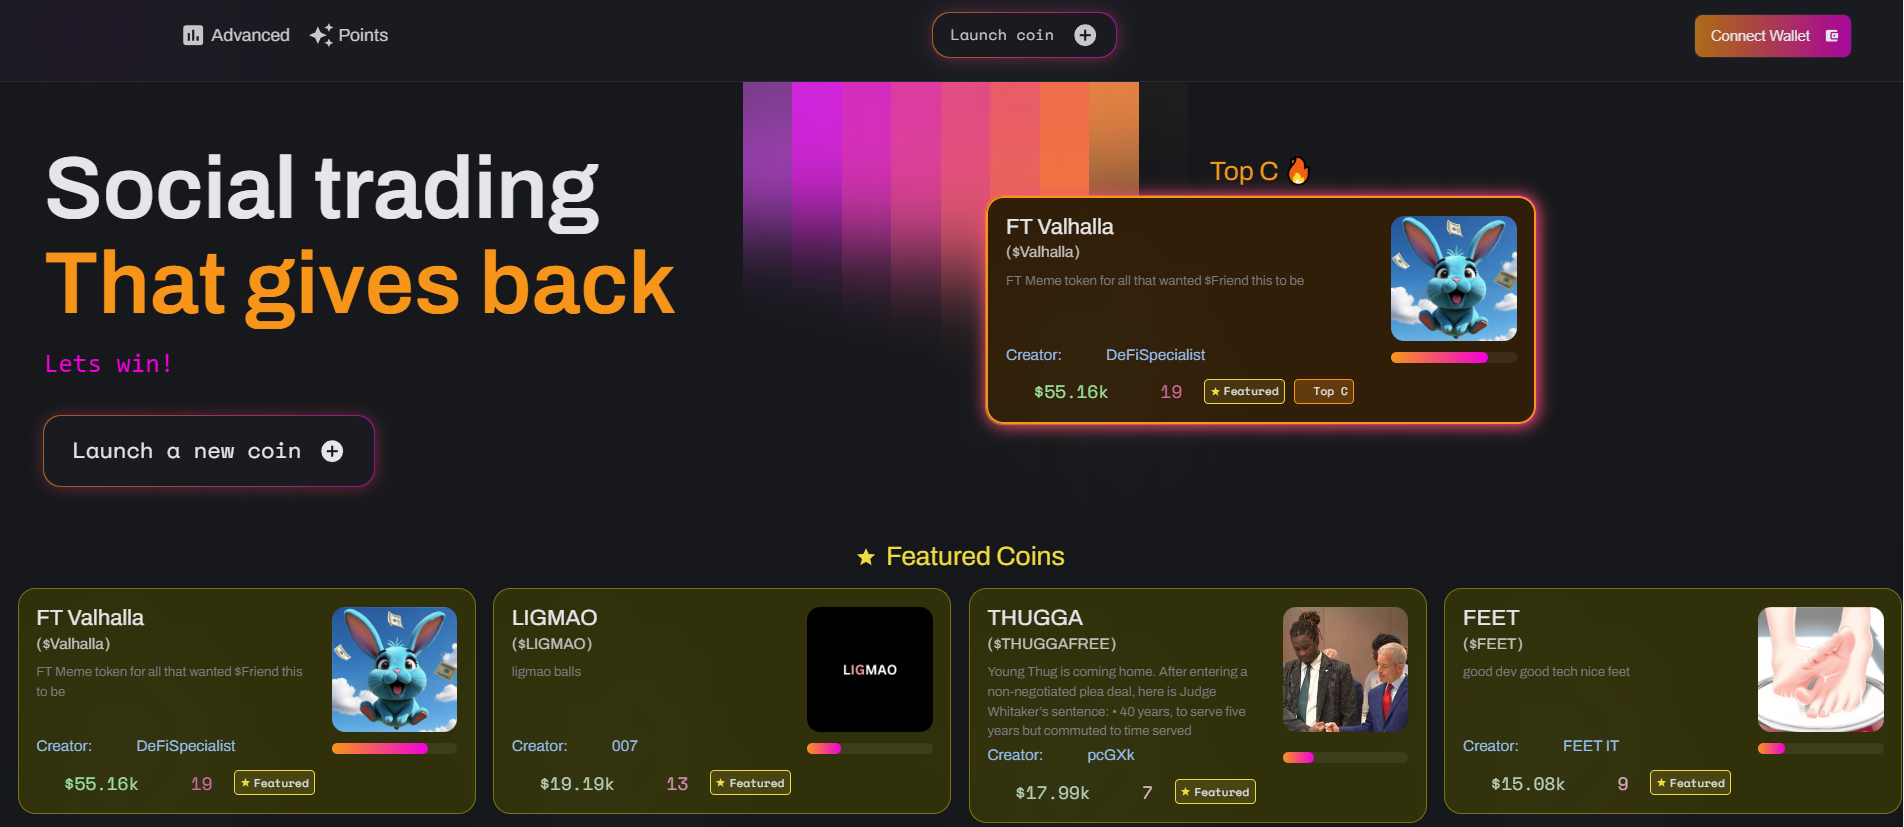 Advanced
Points
Launch coin
Connect Wallet
Social trading
That gives back
Lets win!
Launch a new coin
Top C
FT Valhalla
($Valhalla)
FT Meme token for all that wanted $Friend this to be
Creator: DeFiSpecialist
$55.16k 19 Featured Top C
Featured Coins
FT Valhalla
($Valhalla)
FT Meme token for all that wanted $Friend this
to be
Creator: DeFiSpecialist
$55.16k 19 Featured
LIGMAO
($LIGMAO)
ligmao balls
LIGMAO
Creator: 007
$19.19k 13 Featured
THUGGA
($THUGGAFREE)
Young Thug is coming home. After entering a
non-negotiated plea deal, here is Judge
Whitaker's sentence: • 40 years, to serve five
years but commuted to time served
Creator: pcGXk
$17.99k 7 Featured
FEET
($FEET)
good dev good tech nice feet
Creator: FEET IT
$15.08k 9 Featured